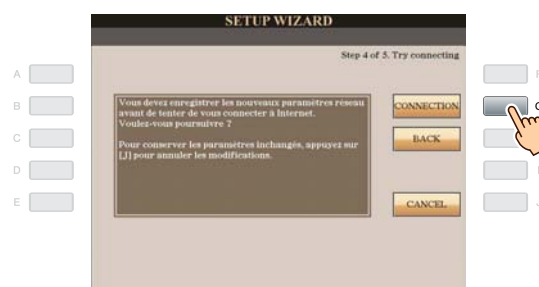 SETUP WIZARD
Step 4 of 5. Try connecting
A
B
C
D
E
Vous devez enregistrer les nouveaux paramètres réseau
avant de tenter de vous connecter à Internet.
Voulez-vous poursuivre ?
Pour conserver les paramètres inchangés, appuyez sur
[J] pour annuler les modifications.
CONNECTION
BACK
CANCEL